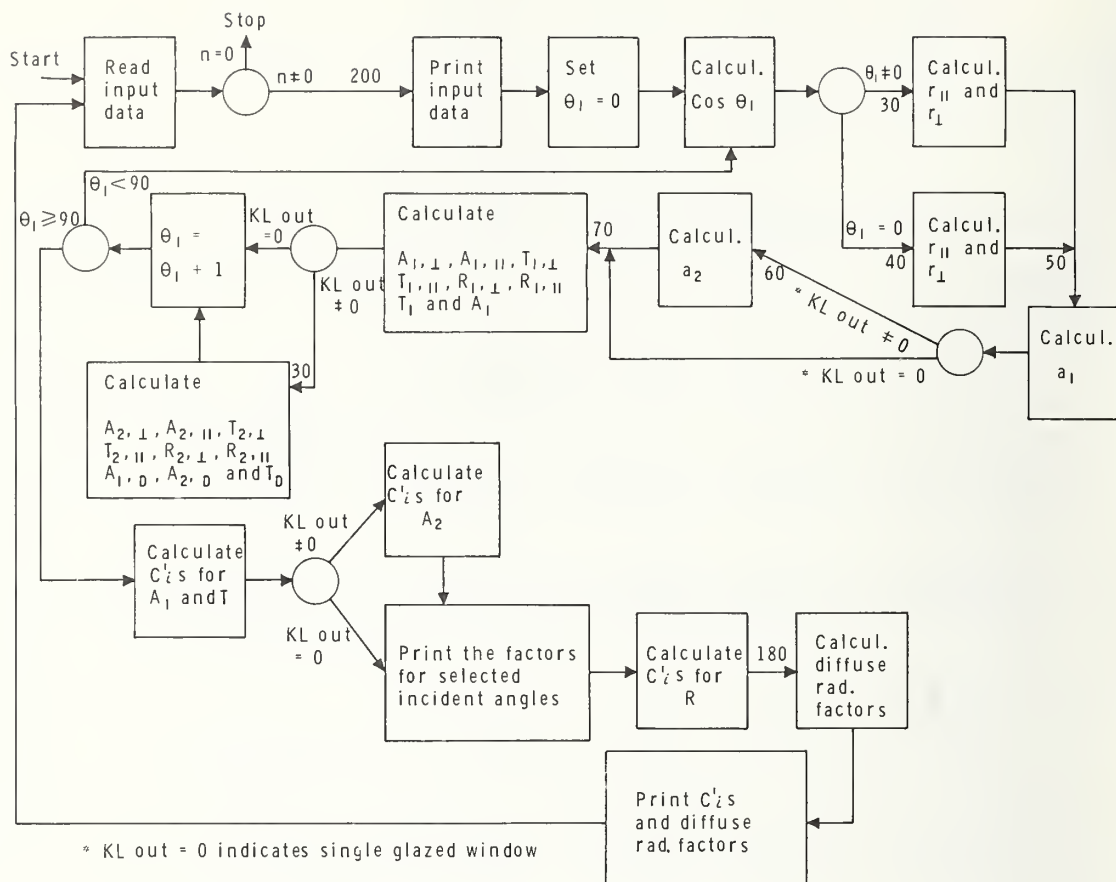 Stop
Start
n=0
Read
input
data
n≠0
200
Print
input
data
Set
θ₁ = 0
Calcul.
Cos θ₁
θ₁≠0
30
Calcul.
r∥ and
r⊥
θ₁ = 0
40
Calcul.
r∥ and
r⊥
50
Calcul.
a₁
* KL out ≠ 0
* KL out = 0
60
Calcul.
a₂
70
Calculate
A₁,⊥, A₁,∥, T₁,⊥
T₁,∥, R₁,⊥, R₁,∥
T₁ and A₁
KL out
=0
KL out
≠0
θ₁ =
θ₁ + 1
θ₁<90
θ₁≥90
30
Calculate
A₂,⊥, A₂,∥, T₂,⊥
T₂,∥, R₂,⊥, R₂,∥
A₁,D, A₂,D and TD
Calculate
C'is for
A₁ and T
KL out
≠0
KL out
= 0
Calculate
C'is for
A₂
Print the factors
for selected
incident angles
Calculate
C'is for
R
180
Calcul.
diffuse
rad.
factors
Print C'is
and diffuse
rad. factors
* KL out = 0 indicates single glazed window